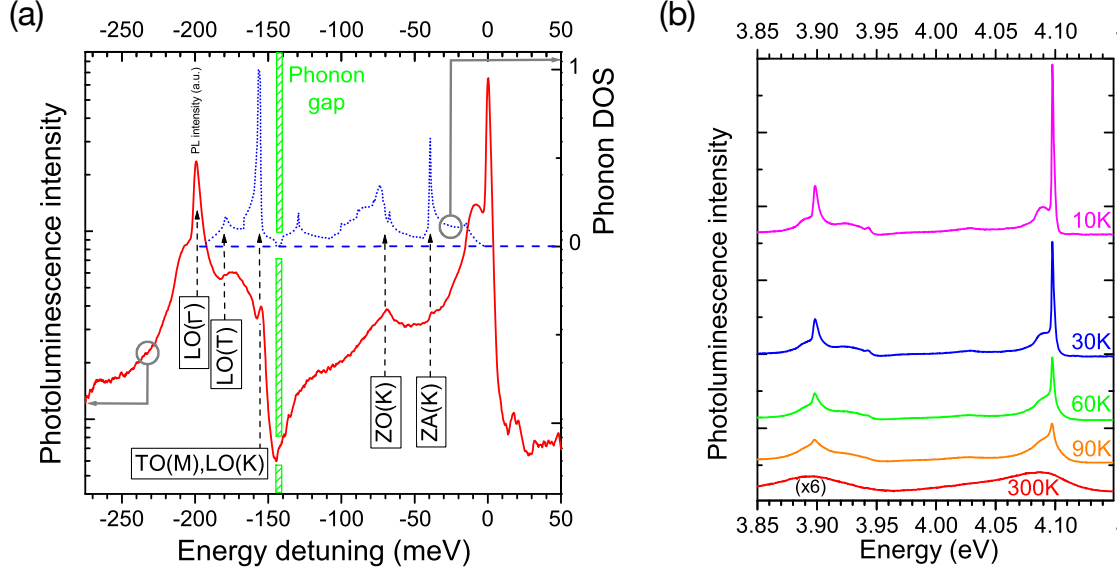 (a)
-250 -200 -150 -100 -50 0 50
PL intensity (a.u.)
Phonon
gap
1
0
Phonon DOS
Photoluminescence intensity
LO(Γ)
LO(T)
TO(M),LO(K)
ZO(K)
ZA(K)
-250 -200 -150 -100 -50 0 50
Energy detuning (meV)
(b)
3.85 3.90 3.95 4.00 4.05 4.10
Photoluminescence intensity
10K
30K
60K
90K
(x6)
300K
3.85 3.90 3.95 4.00 4.05 4.10
Energy (eV)